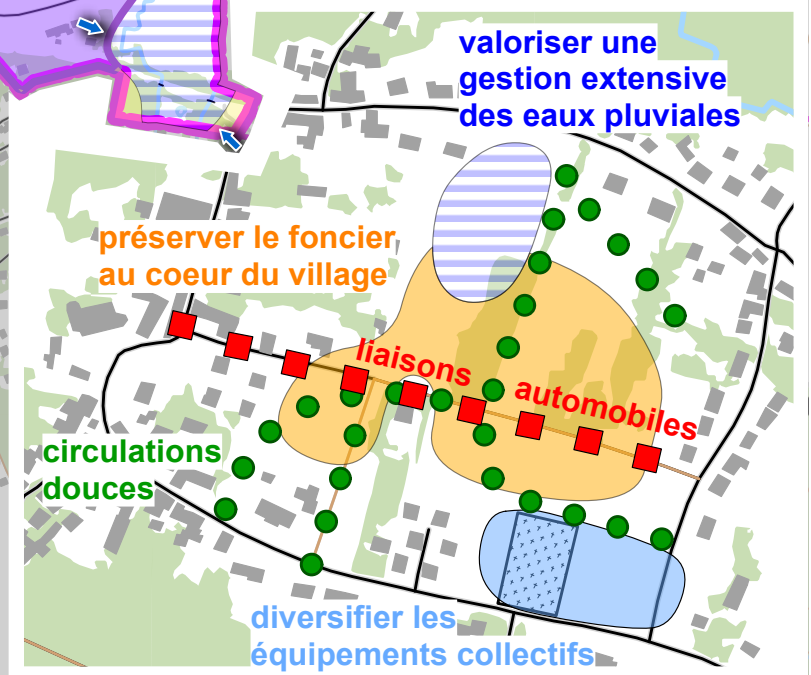 valoriser une
gestion extensive
des eaux pluviales
préserver le foncier
au coeur du village
liaisons automobiles
circulations
douces
diversifier les
équipements collectifs